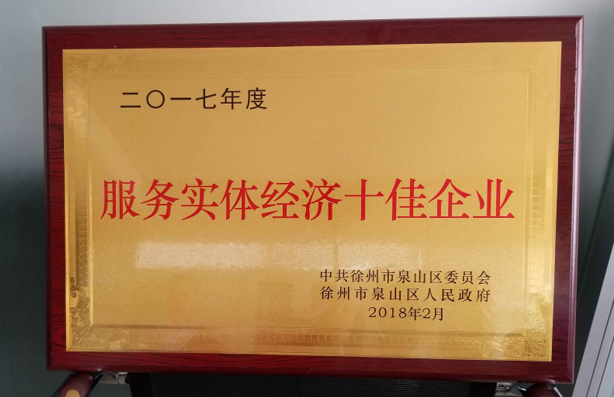 二〇一七年度
服务实体经济十佳企业
中共徐州市泉山区委员会
徐州市泉山区人民政府
2018年2月